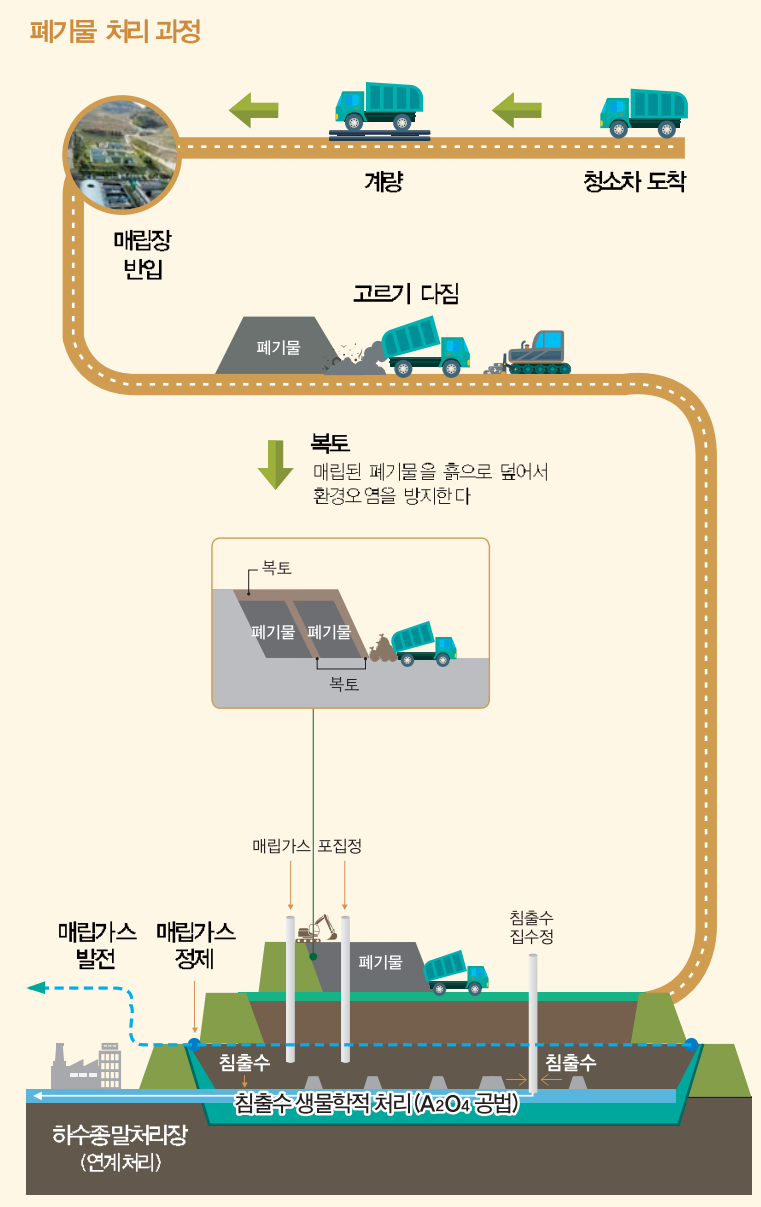 폐기물 처리 과정
계량
청소차 도착
매립장
반입
고르기 다짐
폐기물
복토
매립된 폐기물을 흙으로 덮어서
환경오염을 방지한다
복토
폐기물
폐기물
복토
매립가스 포집정
침출수
집수정
매립가스
발전
매립가스
정제
폐기물
침출수
침출수
침출수 생물학적 처리(A2O4 공법)
하수종말처리장
(연계처리)